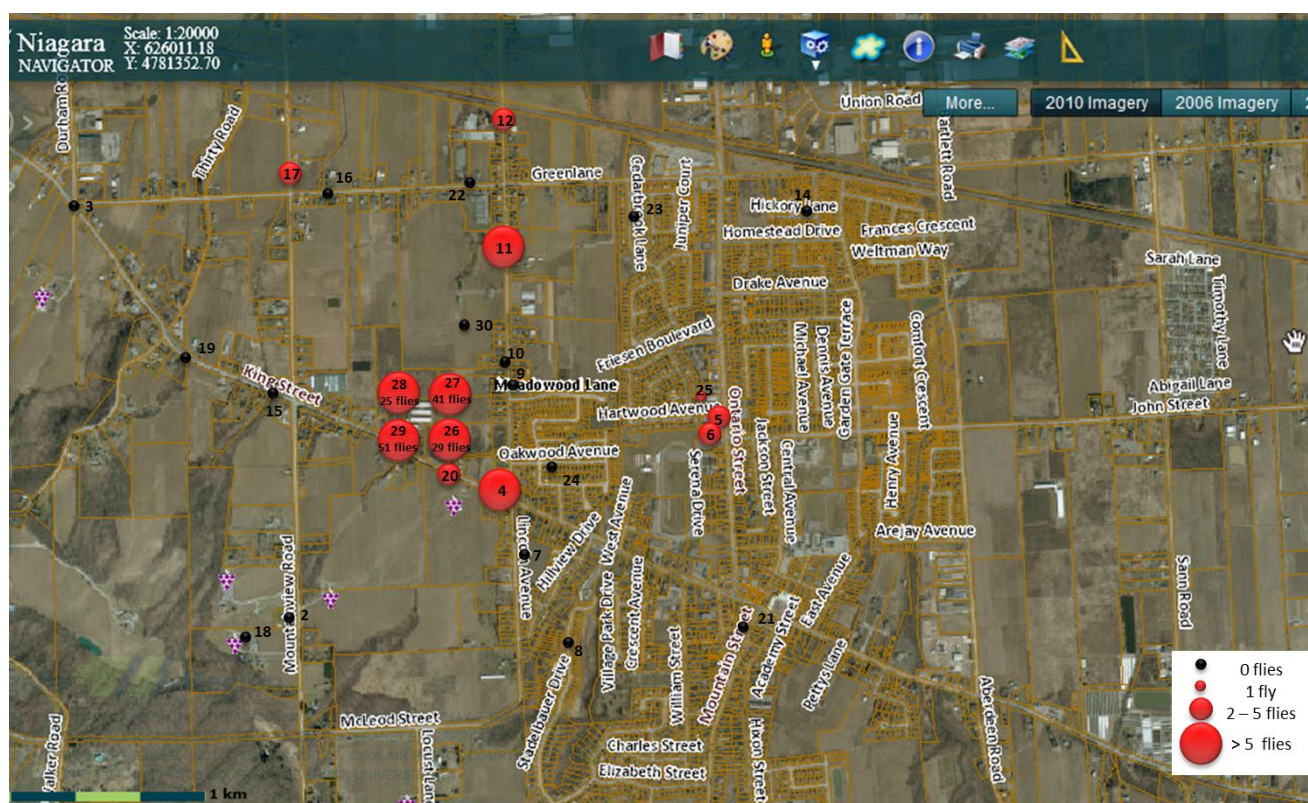 Niagara
NAVIGATOR
Scale: 1:20000
X: 626011.18
Y: 4781352.70
More...
2010 Imagery
2006 Imagery
Union Road
Durham Ro
Thirty Road
Bartlett Road
12
17
16
22
Greenlane
Cedarbrook Lane
Juniper Court
3
23
14
Hickory Lane
Homestead Drive
Frances Crescent
Weltman Way
11
Sarah Lane
Timothy Lane
Drake Avenue
30
Friesen Boulevard
Michael Avenue
Dennis Avenue
Garden Gate Terrace
Comfort Crescent
19
10
9
King Street
Meadowood Lane
Abigail Lane
John Street
15
28
25 flies
27
41 flies
25
Hartwood Avenue
5
6
Ontario Street
29
51 flies
26
29 flies
Oakwood Avenue
Serena Drive
Jackson Street
Central Avenue
Henry Avenue
20
24
4
Arejay Avenue
Lincoln Avenue
7
Hillview Drive
West Avenue
Village Park Drive
Crescent Avenue
East Avenue
Sann Road
Mountainview Road
2
18
21
8
Stadelbauer Drive
William Street
Mountain Street
Academy Street
Pettys Lane
Aberdeen Road
McLeod Street
Locust Lane
Walker Road
Charles Street
Elizabeth Street
Hixon Street
0 flies
1 fly
2 – 5 flies
> 5 flies
1 km